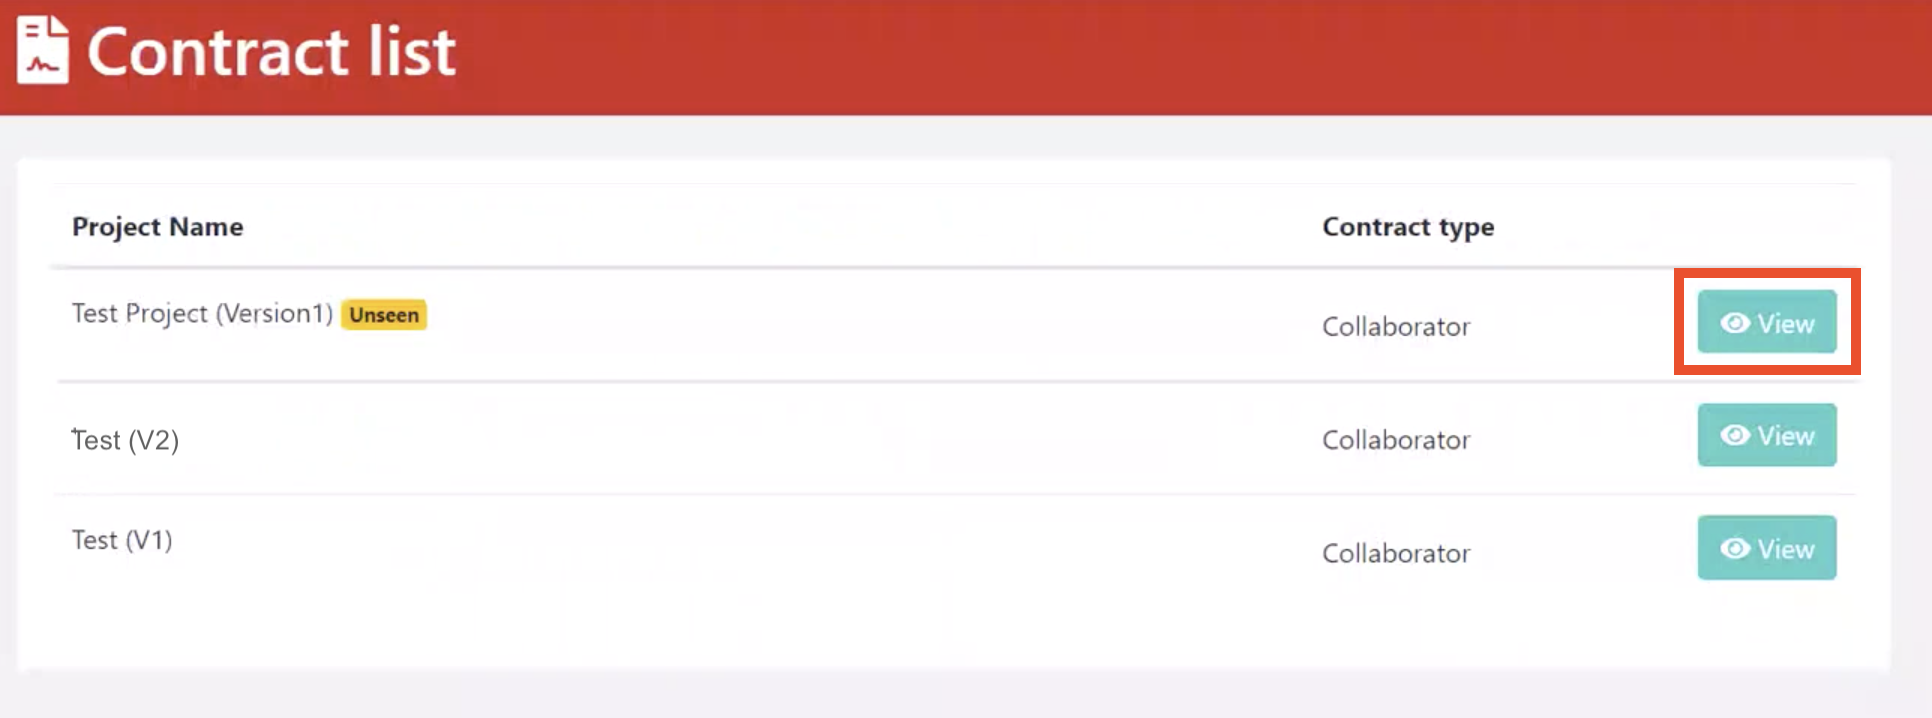 Contract list
Project Name Contract type
Test Project (Version1) Unseen Collaborator View
Test (V2) Collaborator View
Test (V1) Collaborator View